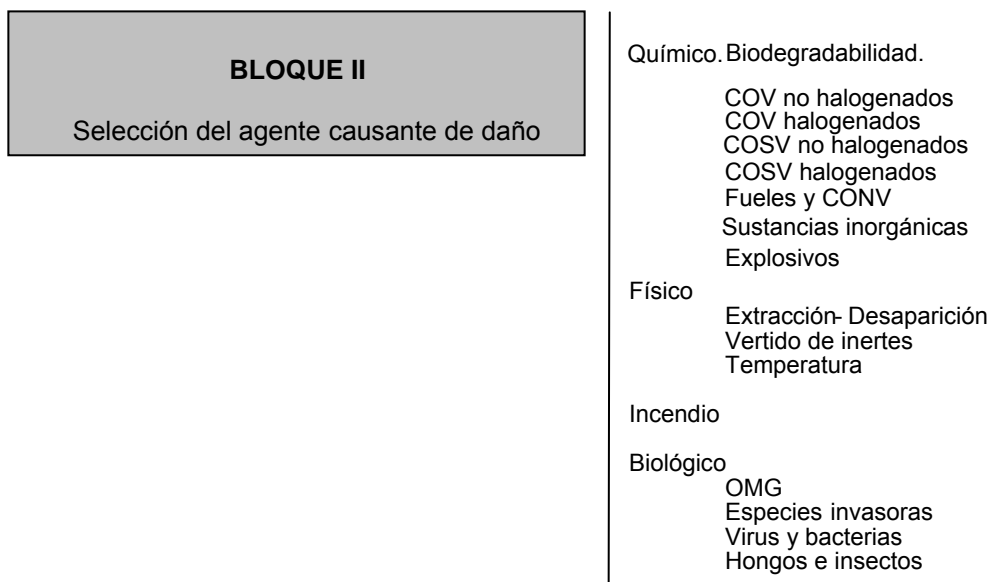 BLOQUE II
Selección del agente causante de daño
Químico. Biodegradabilidad.
COV no halogenados
COV halogenados
COSV no halogenados
COSV halogenados
Fueles y CONV
Sustancias inorgánicas
Explosivos
Físico
Extracción- Desaparición
Vertido de inertes
Temperatura
Incendio
Biológico
OMG
Especies invasoras
Virus y bacterias
Hongos e insectos